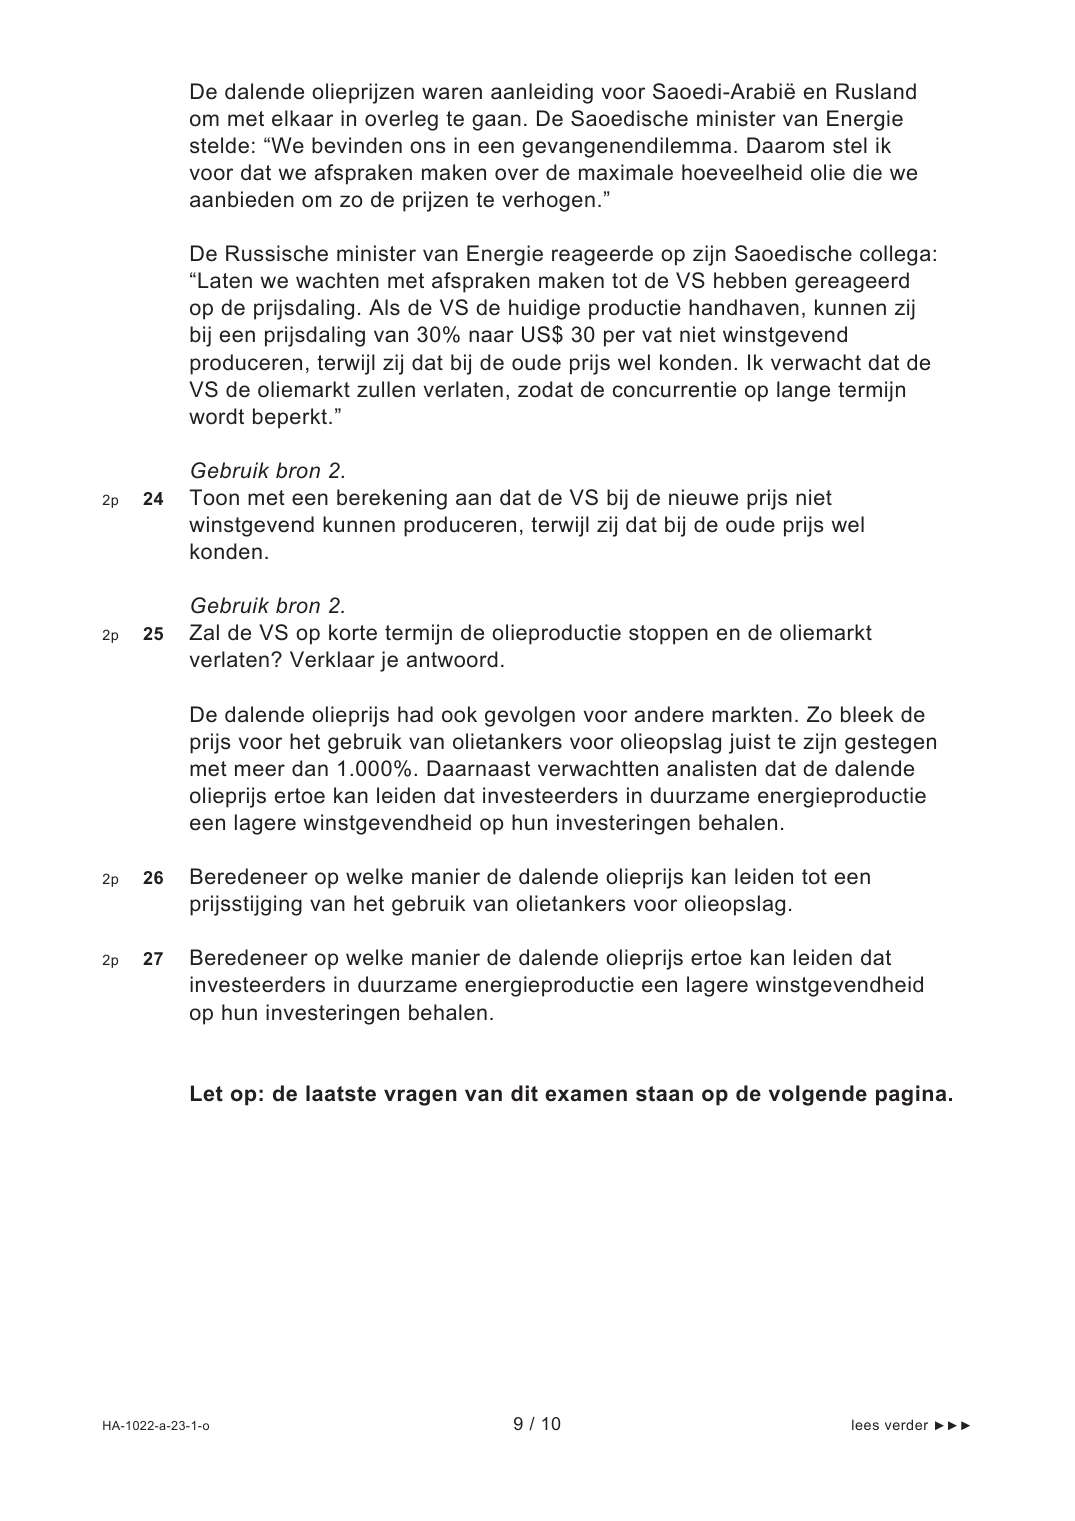 De dalende olieprijzen waren aanleiding voor Saoedi-Arabië en Rusland
om met elkaar in overleg te gaan. De Saoedische minister van Energie
stelde: “We bevinden ons in een gevangenendilemma. Daarom stel ik
voor dat we afspraken maken over de maximale hoeveelheid olie die we
aanbieden om zo de prijzen te verhogen.”
De Russische minister van Energie reageerde op zijn Saoedische collega:
“Laten we wachten met afspraken maken tot de VS hebben gereageerd
op de prijsdaling. Als de VS de huidige productie handhaven, kunnen zij
bij een prijsdaling van 30% naar US$ 30 per vat niet winstgevend
produceren, terwijl zij dat bij de oude prijs wel konden. Ik verwacht dat de
VS de oliemarkt zullen verlaten, zodat de concurrentie op lange termijn
wordt beperkt.”
Gebruik bron 2.
2p 24 Toon met een berekening aan dat de VS bij de nieuwe prijs niet
winstgevend kunnen produceren, terwijl zij dat bij de oude prijs wel
konden.
Gebruik bron 2.
2p 25 Zal de VS op korte termijn de olieproductie stoppen en de oliemarkt
verlaten? Verklaar je antwoord.
De dalende olieprijs had ook gevolgen voor andere markten. Zo bleek de
prijs voor het gebruik van olietankers voor olieopslag juist te zijn gestegen
met meer dan 1.000%. Daarnaast verwachtten analisten dat de dalende
olieprijs ertoe kan leiden dat investeerders in duurzame energieproductie
een lagere winstgevendheid op hun investeringen behalen.
2p 26 Beredeneer op welke manier de dalende olieprijs kan leiden tot een
prijsstijging van het gebruik van olietankers voor olieopslag.
2p 27 Beredeneer op welke manier de dalende olieprijs ertoe kan leiden dat
investeerders in duurzame energieproductie een lagere winstgevendheid
op hun investeringen behalen.
Let op: de laatste vragen van dit examen staan op de volgende pagina.
HA-1022-a-23-1-o 9 / 10 lees verder ►►►